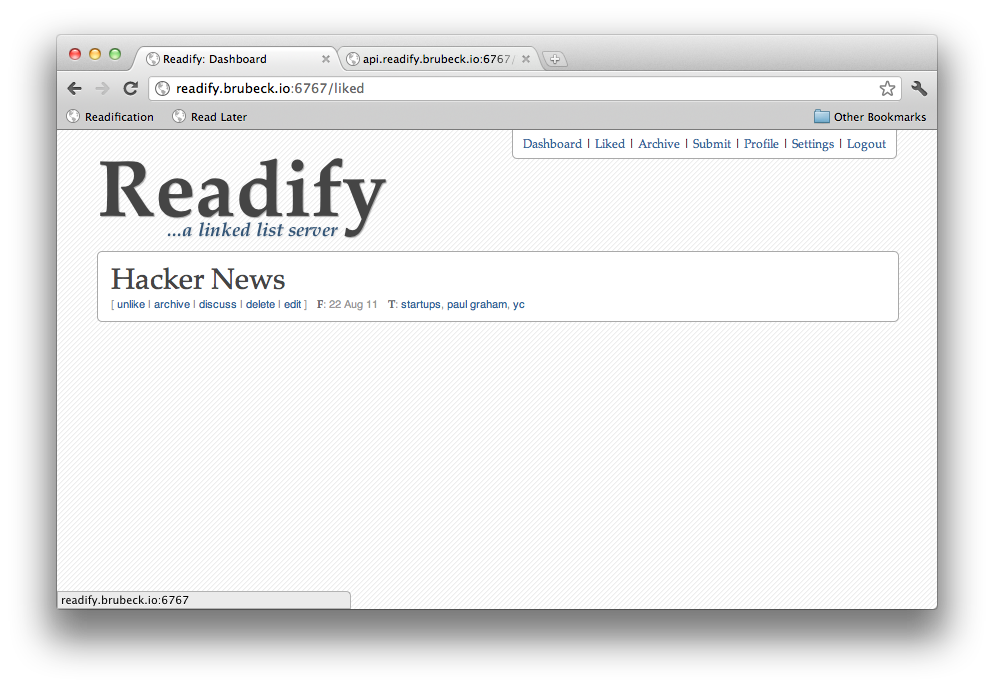 Readify: Dashboard
api.readify.brubeck.io:6767/
readify.brubeck.io:6767/liked
Readification
Read Later
Other Bookmarks
Dashboard | Liked | Archive | Submit | Profile | Settings | Logout
Readify
...a linked list server
Hacker News
[ unlike | archive | discuss | delete | edit ] F: 22 Aug 11 T: startups, paul graham, yc
readify.brubeck.io:6767